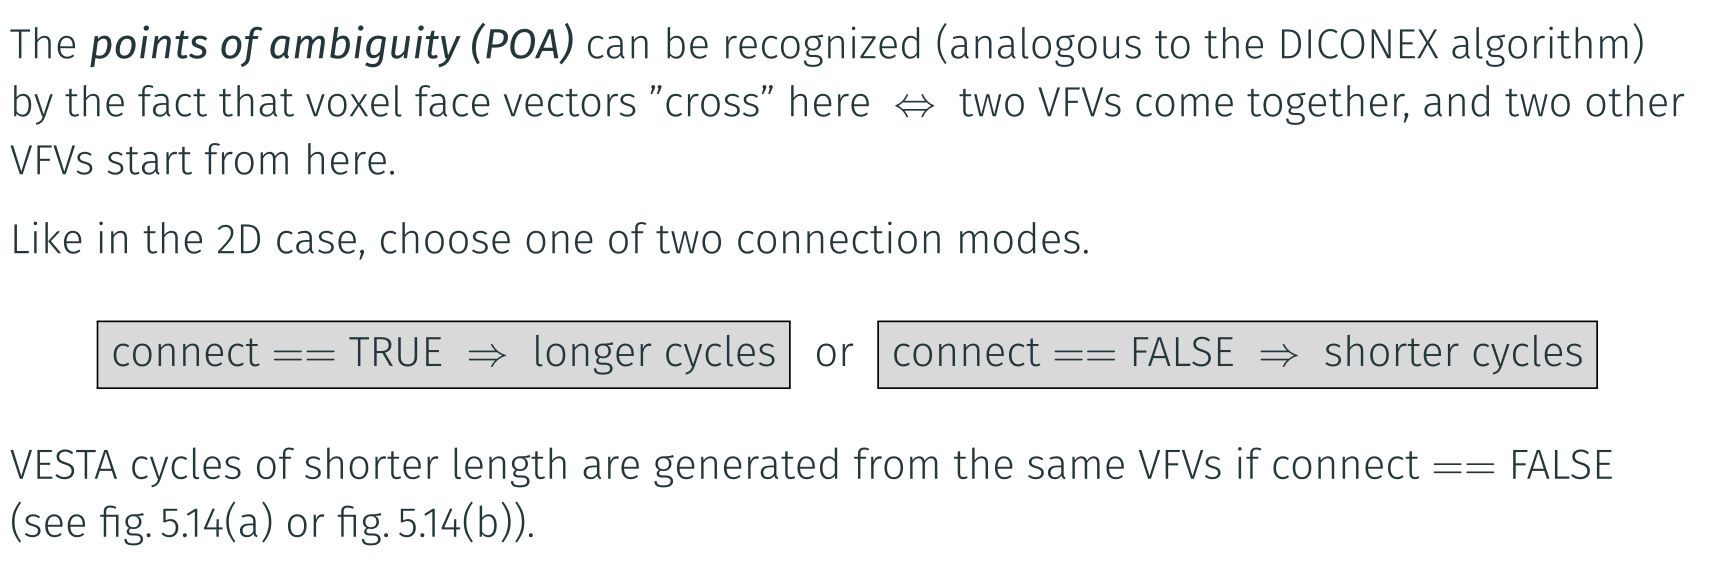 The points of ambiguity (POA) can be recognized (analogous to the DICONEX algorithm)
by the fact that voxel face vectors ”cross” here ⇔ two VFVs come together, and two other
VFVs start from here.
Like in the 2D case, choose one of two connection modes.
connect == TRUE ⇒ longer cycles or connect == FALSE ⇒ shorter cycles
VESTA cycles of shorter length are generated from the same VFVs if connect == FALSE
(see fig. 5.14(a) or fig. 5.14(b)).